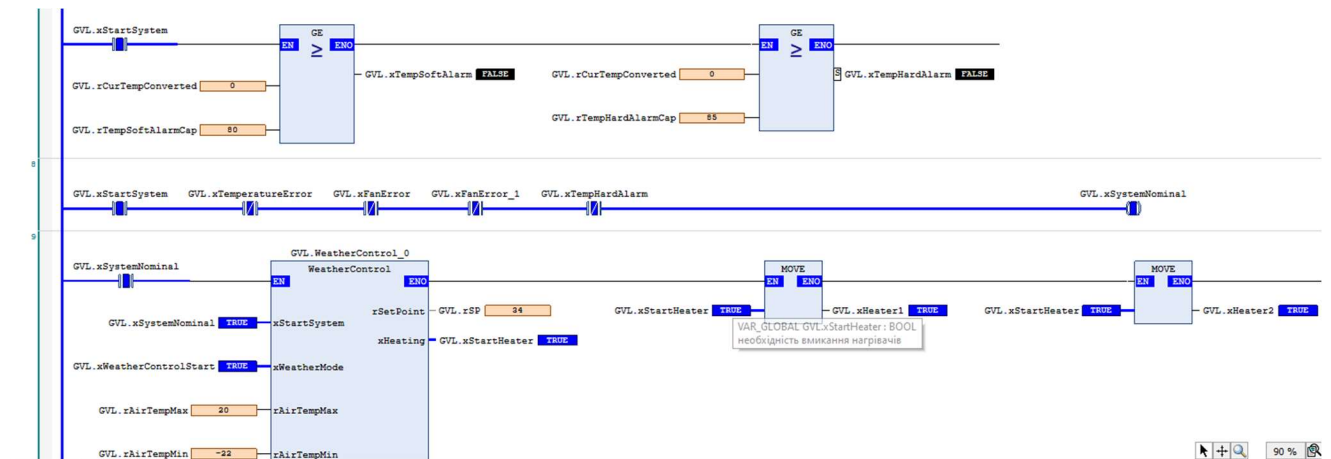 GVL.xStartSystem
GE
GE
EN ≥ ENO
EN ≥ ENO
GVL.xTempSoftAlarm FALSE
GVL.rCurTempConverted 0
S GVL.xTempHardAlarm FALSE
GVL.rCurTempConverted 0
GVL.rTempHardAlarmCap 85
GVL.rTempSoftAlarmCap 80
8
GVL.xStartSystem GVL.xTemperatureError GVL.xFanError GVL.xFanError_1 GVL.xTempHardAlarm GVL.xSystemNominal
9
GVL.WeatherControl_0
GVL.xSystemNominal
WeatherControl
MOVE
MOVE
EN ENO
EN ENO
EN ENO
GVL.xSystemNominal TRUE xStartSystem
rSetPoint GVL.rSP 34
GVL.xStartHeater TRUE
GVL.xHeater1 TRUE
GVL.xStartHeater TRUE
GVL.xHeater2 TRUE
VAR_GLOBAL GVL.xStartHeater : BOOL
необхідність вмикання нагрівачів
xHeating GVL.xStartHeater TRUE
GVL.xWeatherControlStart TRUE xWeatherMode
GVL.rAirTempMax 20 rAirTempMax
GVL.rAirTempMin -22 rAirTempMin
90 %